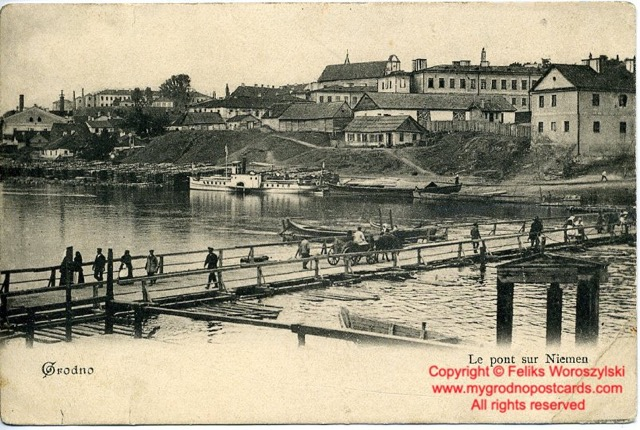 Grodno
Le pont sur Niemen
Copyright © Feliks Woroszylski
www.mygrodnopostcards.com
All rights reserved